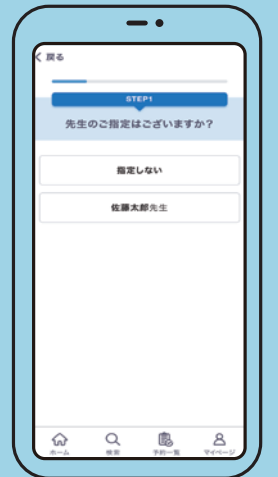 戻る
STEP1
先生のご指定はございますか？
指定しない
佐藤太郎先生
ホーム
検索
予約一覧
マイページ